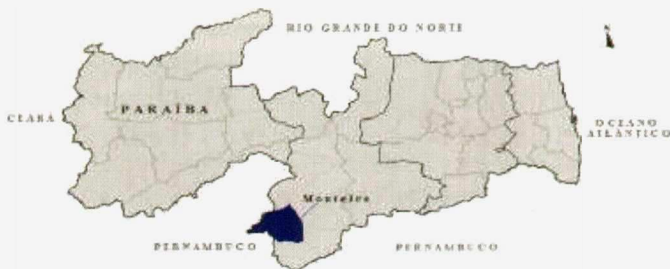 RIO GRANDE DO NORTE
N
PARAÍBA
CEARÁ
OCEANO
ATLÂNTICO
Monteiro
PERNAMBUCO
PERNAMBUCO